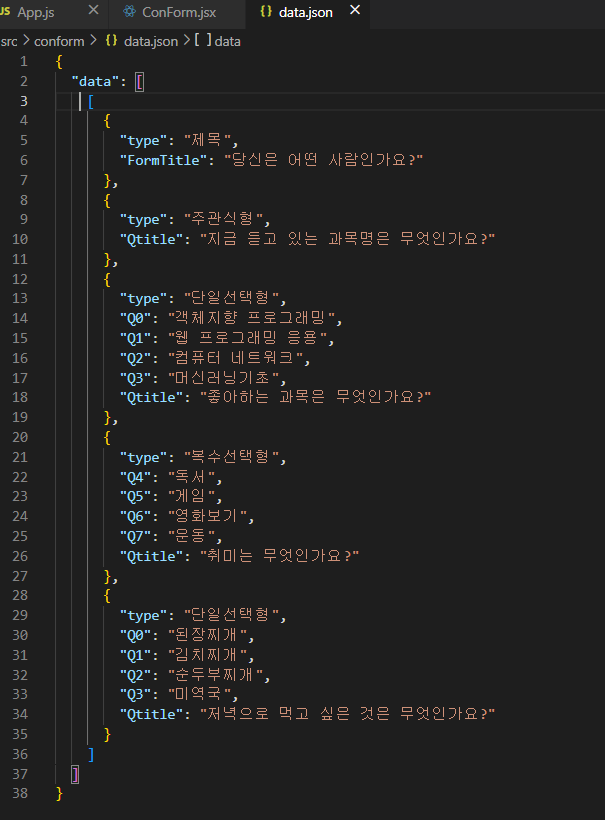 JS App.js × ConForm.jsx {} data.json ×
src > conform > {} data.json > [ ] data
1 {
2 "data": [
3 [
4 {
5 "type": "제목",
6 "FormTitle": "당신은 어떤 사람인가요?"
7 },
8 {
9 "type": "주관식형",
10 "Qtitle": "지금 듣고 있는 과목명은 무엇인가요?"
11 },
12 {
13 "type": "단일선택형",
14 "Q0": "객체지향 프로그래밍",
15 "Q1": "웹 프로그래밍 응용",
16 "Q2": "컴퓨터 네트워크",
17 "Q3": "머신러닝기초",
18 "Qtitle": "좋아하는 과목은 무엇인가요?"
19 },
20 {
21 "type": "복수선택형",
22 "Q4": "독서",
23 "Q5": "게임",
24 "Q6": "영화보기",
25 "Q7": "운동",
26 "Qtitle": "취미는 무엇인가요?"
27 },
28 {
29 "type": "단일선택형",
30 "Q0": "된장찌개",
31 "Q1": "김치찌개",
32 "Q2": "순두부찌개",
33 "Q3": "미역국",
34 "Qtitle": "저녁으로 먹고 싶은 것은 무엇인가요?"
35 }
36 ]
37 ]
38 }